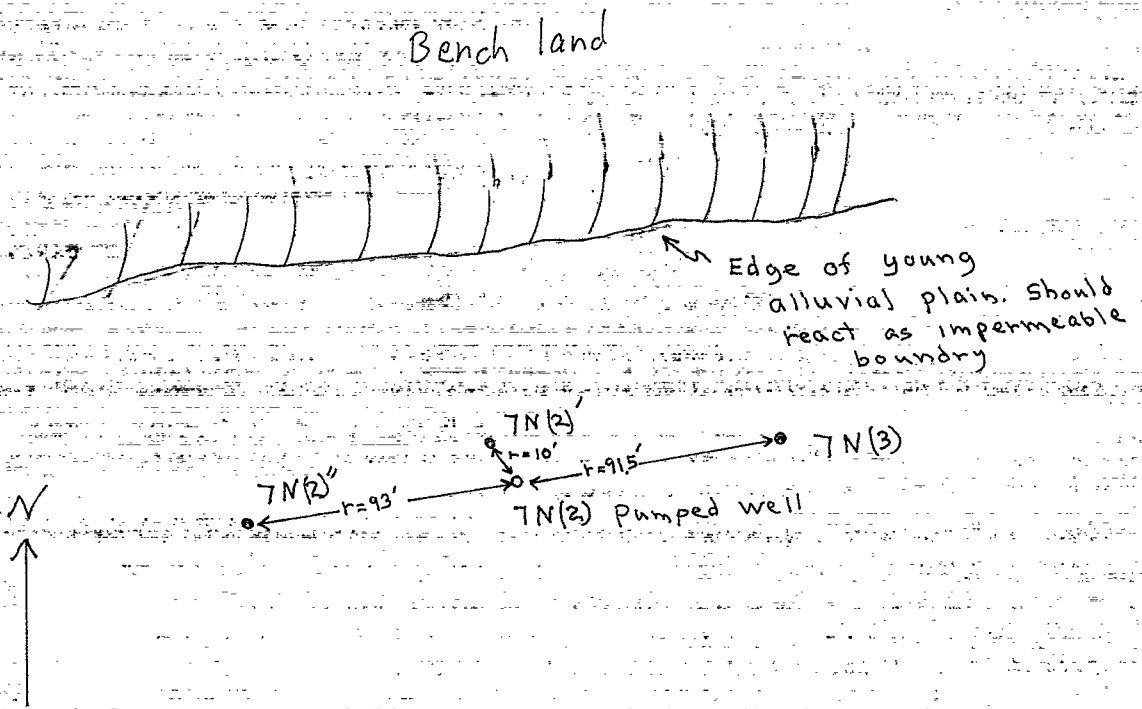 Bench land
?
Edge of young
alluvial plain. Should
react as impermeable
boundry
7N(2)'
r=10'
r=91.5'
7N(3)
7N(2)"
r=93'
7N(2) Pumped well
N